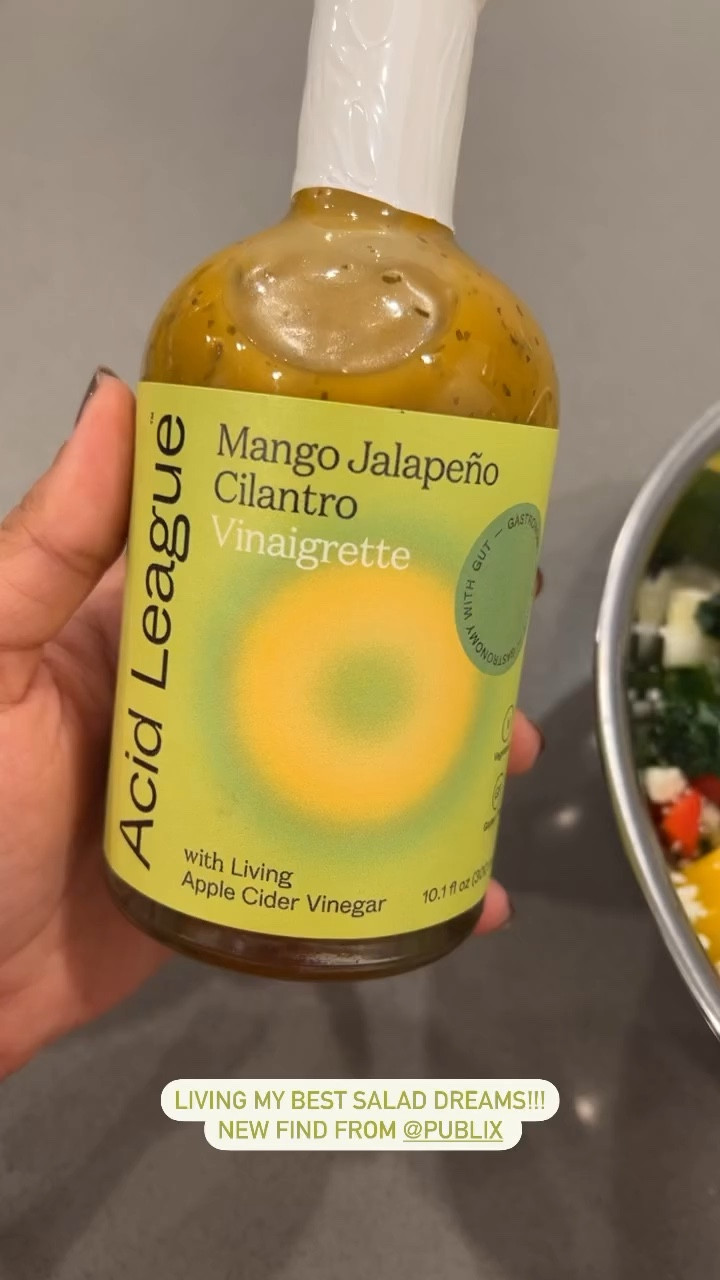 Acid League™
Mango Jalapeño
Cilantro
Vinaigrette
GASTRONOMY WITH GUT —
with Living
Apple Cider Vinegar
10.1 fl oz
LIVING MY BEST SALAD DREAMS!!!
NEW FIND FROM @PUBLIX